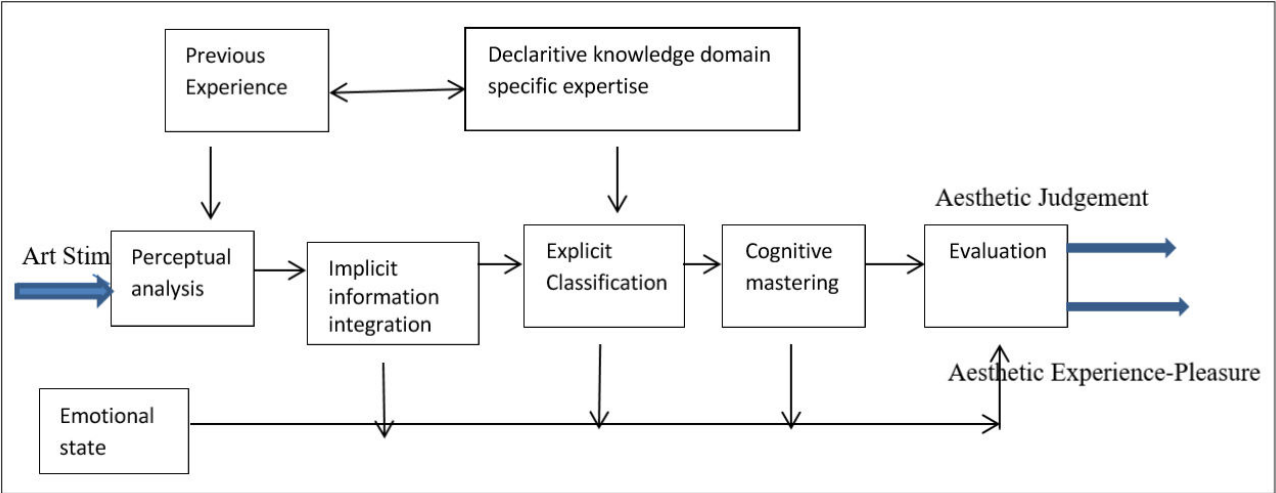 Previous
Experience
Declaritive knowledge domain
specific expertise
Aesthetic Judgement
Art Stim
Perceptual
analysis
Implicit
information
integration
Explicit
Classification
Cognitive
mastering
Evaluation
Aesthetic Experience-Pleasure
Emotional
state